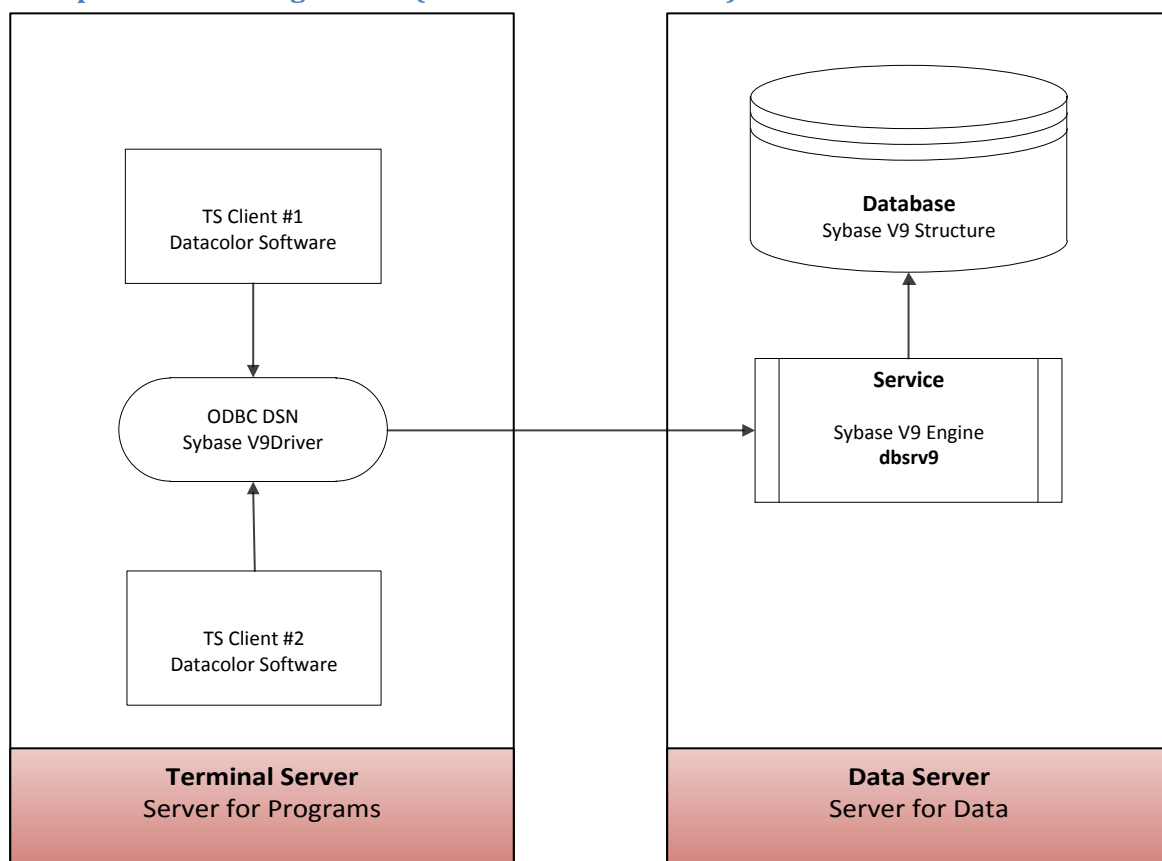 TS Client #1
Datacolor Software
ODBC DSN
Sybase V9Driver
TS Client #2
Datacolor Software
Terminal Server
Server for Programs
Database
Sybase V9 Structure
Service
Sybase V9 Engine
dbsrv9
Data Server
Server for Data